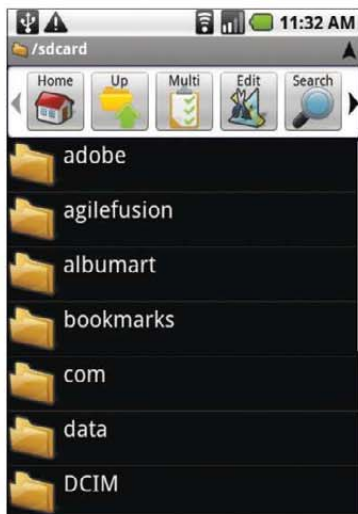 11:32 AM
/sdcard
Home Up Multi Edit Search
adobe
agilefusion
albumart
bookmarks
com
data
DCIM